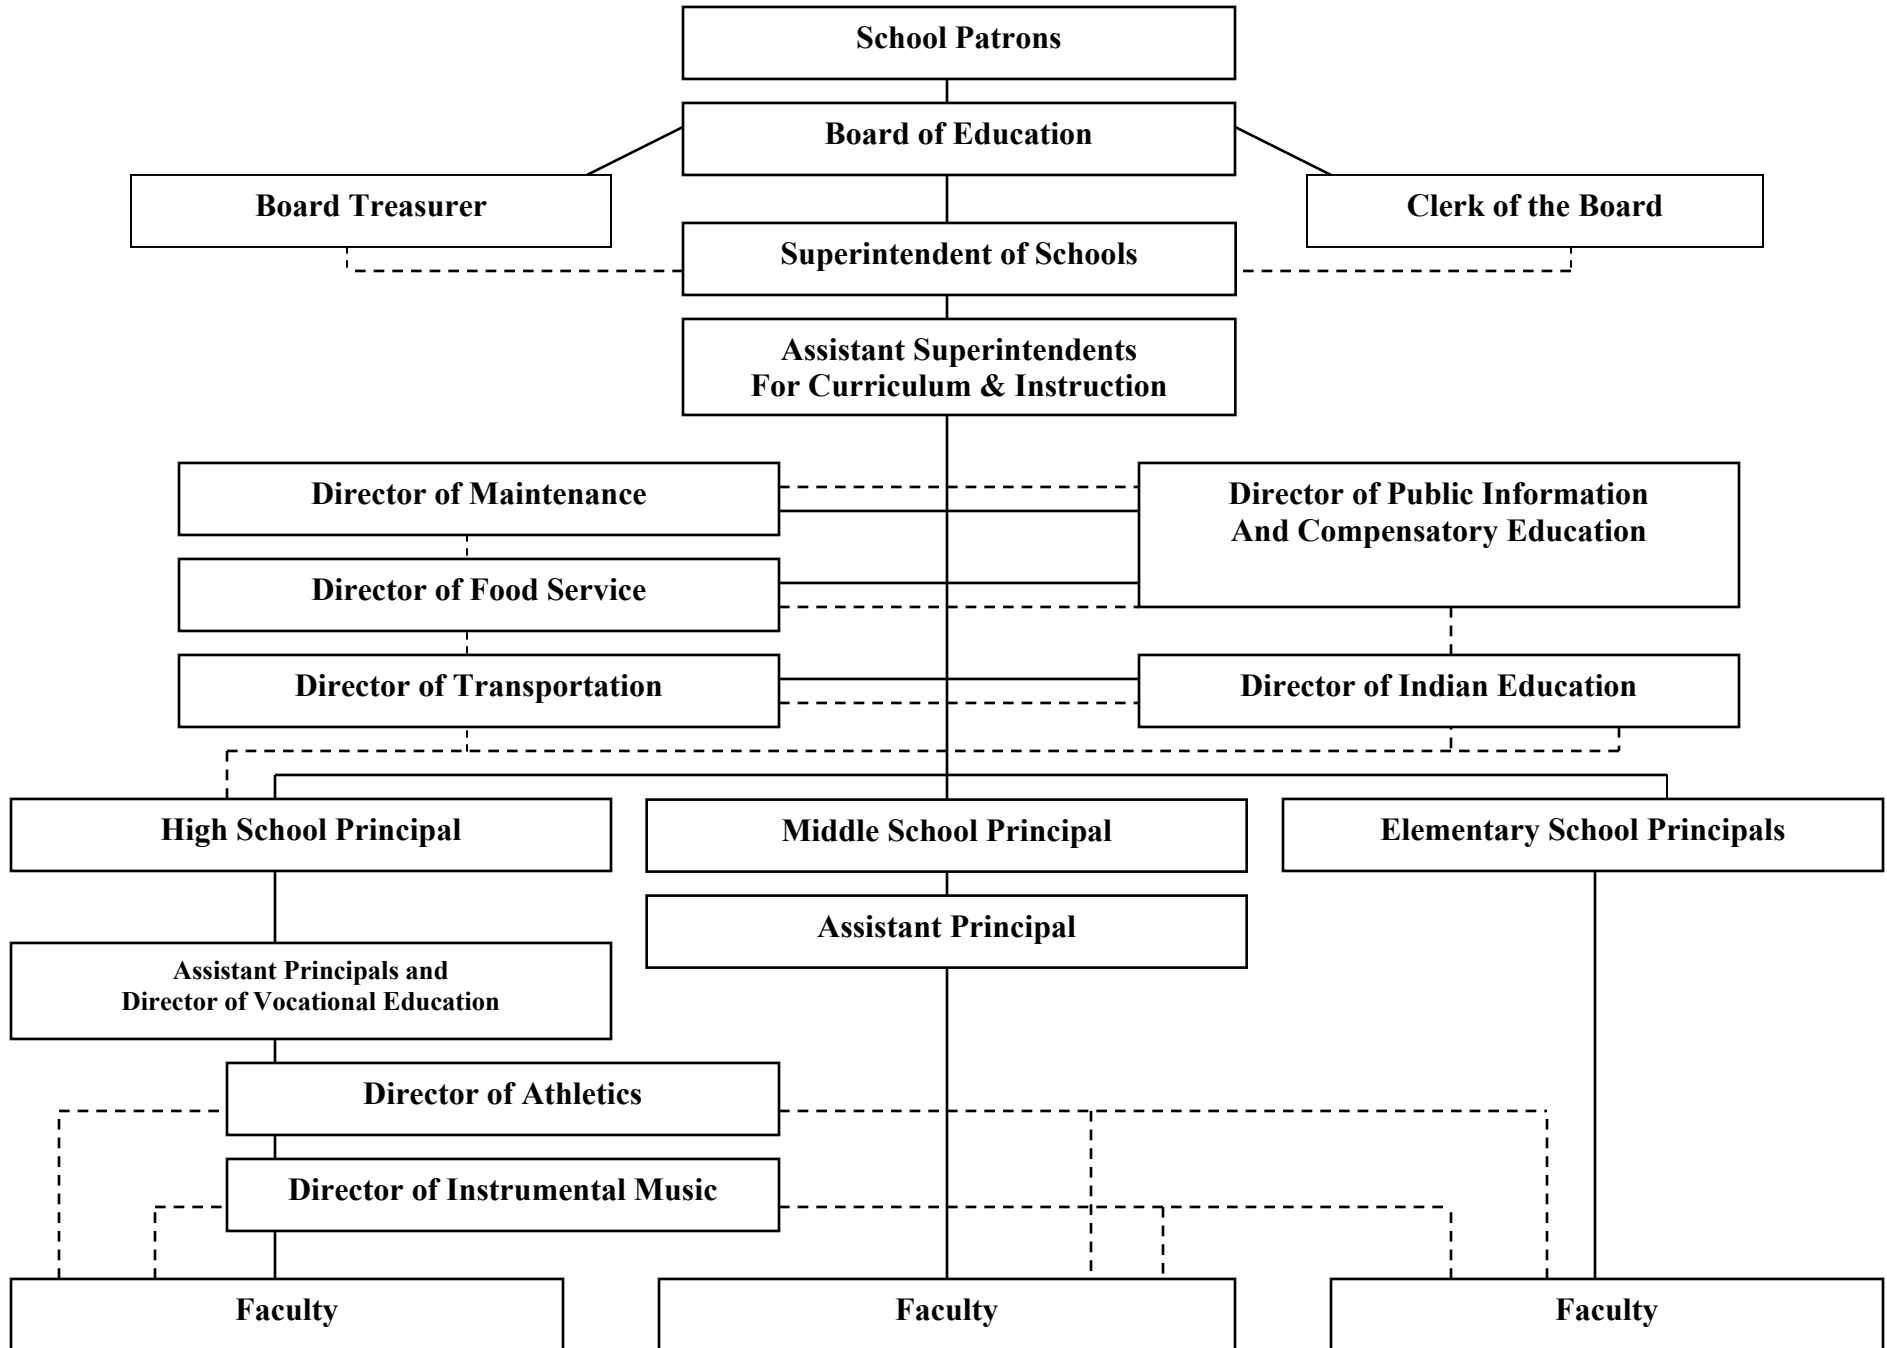 School Patrons
Board of Education
Board Treasurer
Clerk of the Board
Superintendent of Schools
Assistant Superintendents
For Curriculum & Instruction
Director of Maintenance
Director of Public Information
And Compensatory Education
Director of Food Service
Director of Transportation
Director of Indian Education
High School Principal
Middle School Principal
Elementary School Principals
Assistant Principal
Assistant Principals and
Director of Vocational Education
Director of Athletics
Director of Instrumental Music
Faculty
Faculty
Faculty